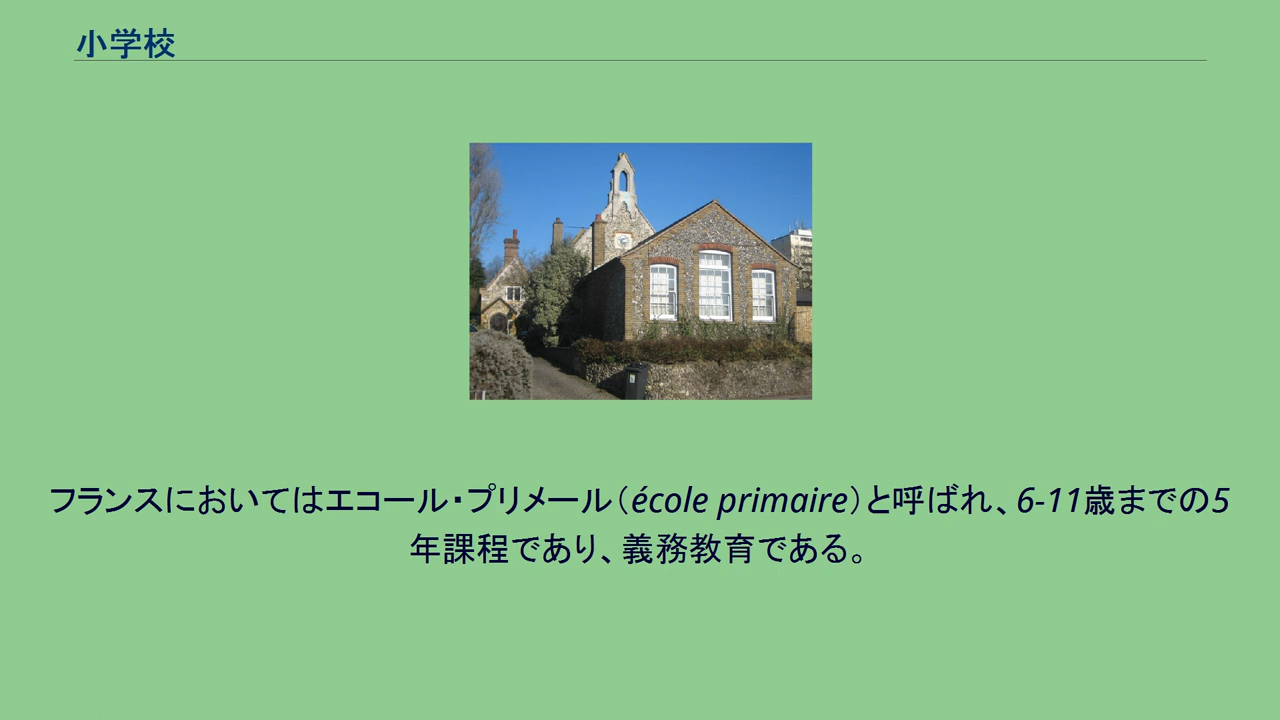 小学校
フランスにおいてはエコール・プリメール（école primaire）と呼ばれ、6-11歳までの5
年課程であり、義務教育である。